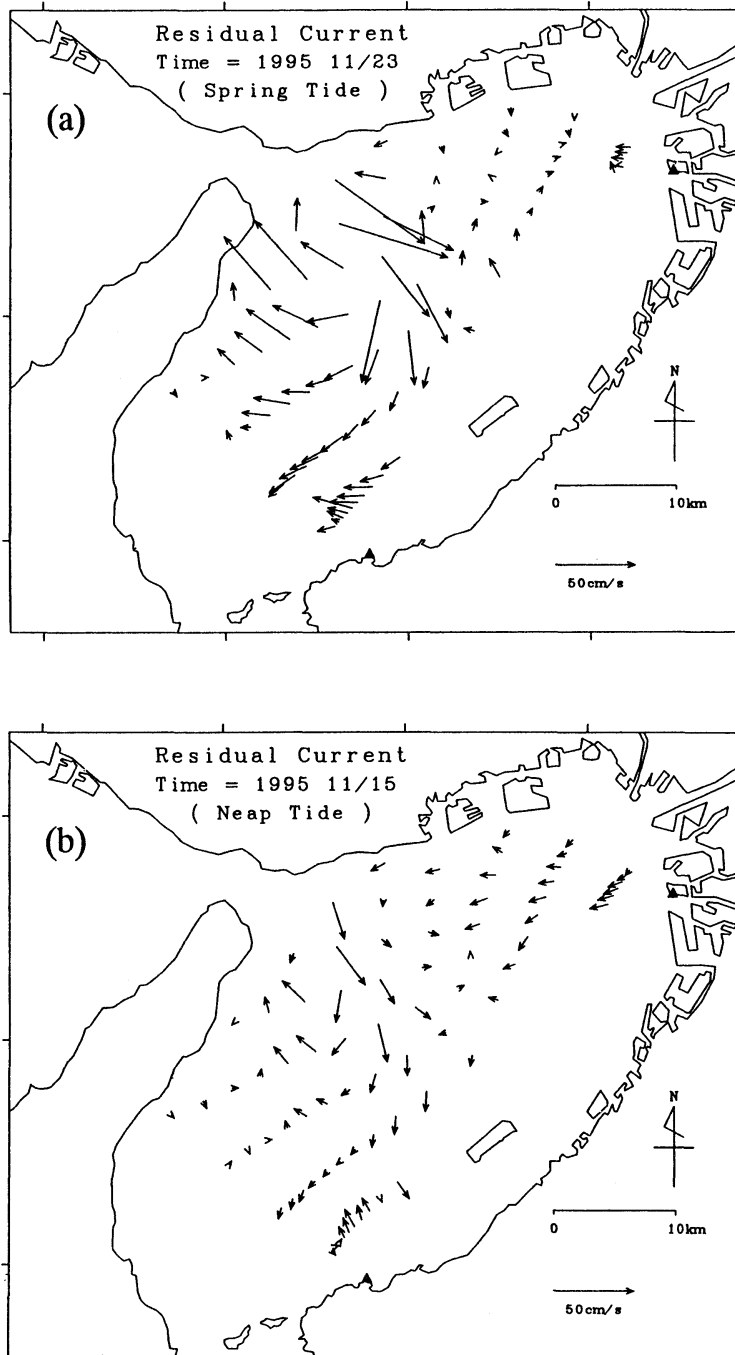 Residual Current
Time = 1995 11/23
( Spring Tide )
(a)
N
0 10km
50cm/s
Residual Current
Time = 1995 11/15
( Neap Tide )
(b)
N
0 10km
50cm/s